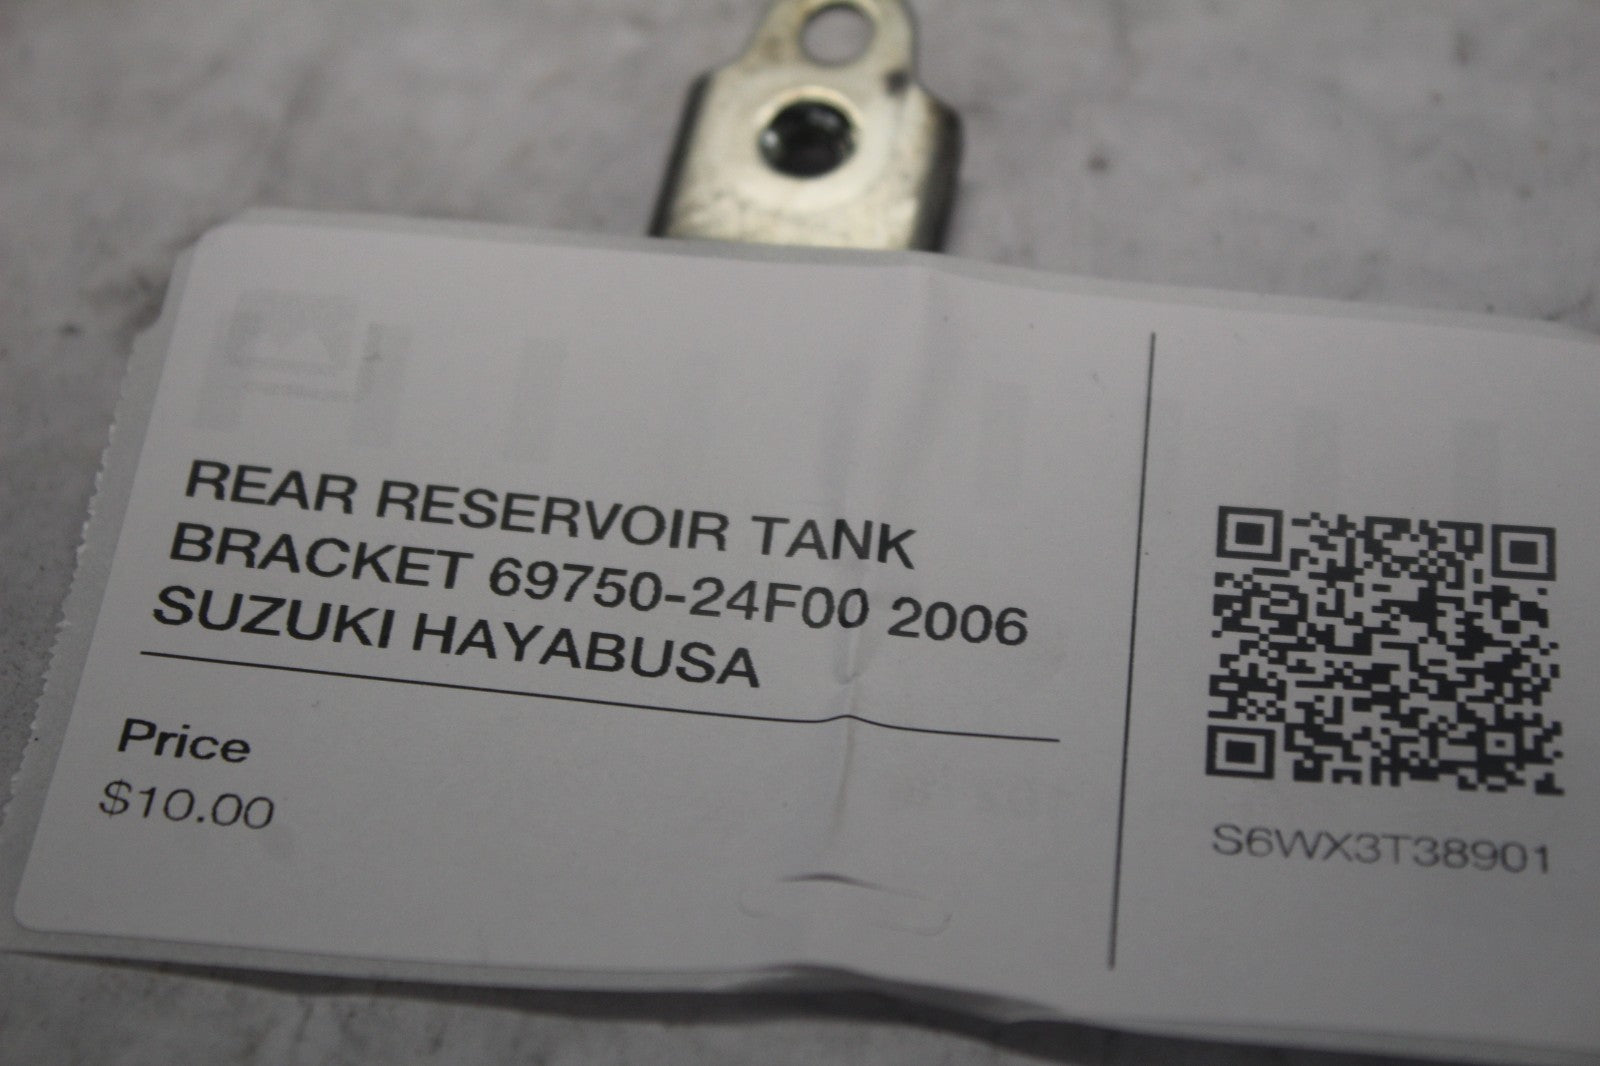 REAR RESERVOIR TANK
BRACKET 69750-24F00 2006
SUZUKI HAYABUSA
Price
$10.00
S6WX3T38901